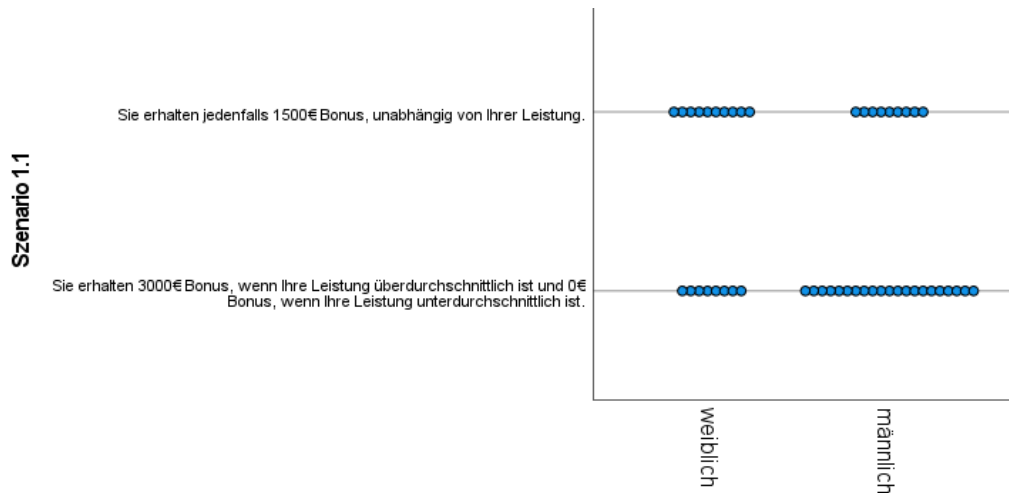 Szenario 1.1
Sie erhalten jedenfalls 1500€ Bonus, unabhängig von Ihrer Leistung.
Sie erhalten 3000€ Bonus, wenn Ihre Leistung überdurchschnittlich ist und 0€
Bonus, wenn Ihre Leistung unterdurchschnittlich ist.
weiblich
männlich